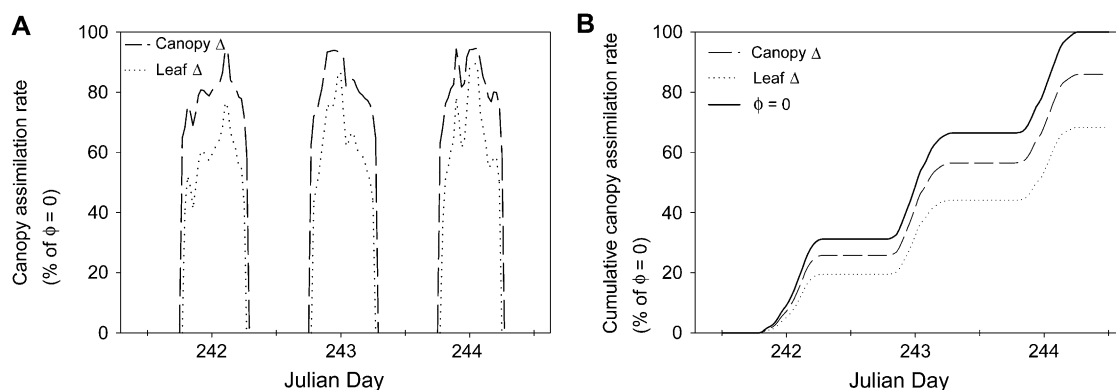 A
Canopy assimilation rate
(% of ϕ = 0)
100
80
60
40
20
0
Canopy Δ
Leaf Δ
242
243
244
Julian Day
B
Cumulative canopy assimilation rate
(% of ϕ = 0)
100
80
60
40
20
0
Canopy Δ
Leaf Δ
ϕ = 0
242
243
244
Julian Day